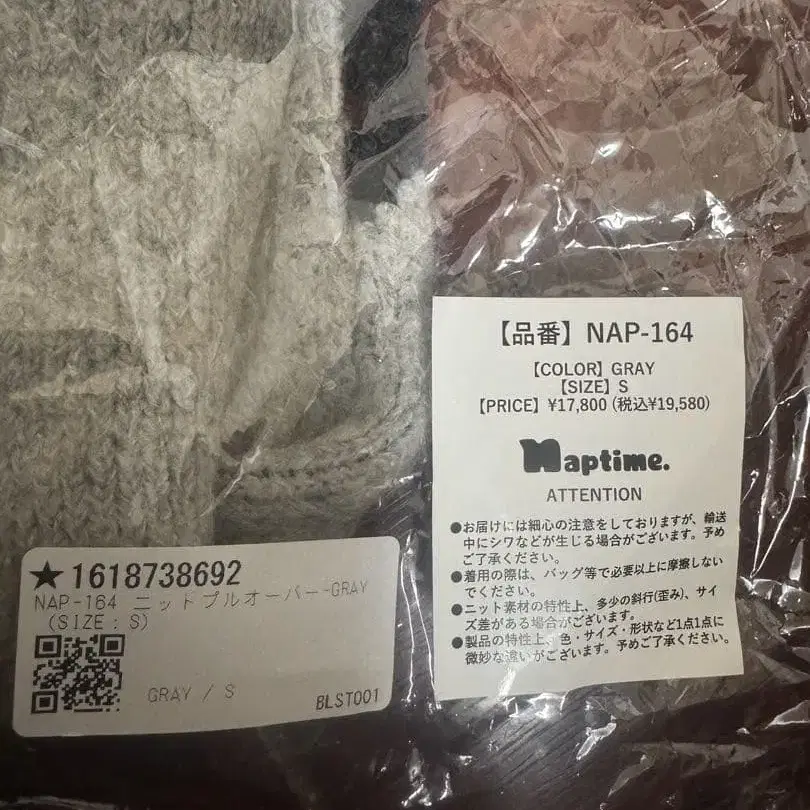 【品番】NAP-164
【COLOR】GRAY
【SIZE】S
【PRICE】¥17,800 (税込¥19,580)
Naptime.
ATTENTION
●お届けには細心の注意をしておりますが、輸送
中にシワなどが生じる場合がございます。予め
ご了承ください。
●着用の際は、バッグ等で必要以上に摩擦しない
でください。
●ニット素材の特性上、多少の斜行(歪み)、サイ
ズ差がある場合がございます。
●製品の特性上、色・サイズ・形状など1点1点に
微妙な違いがございます。予めご了承ください。
★1618738692
NAP-164 ニットプルオーバー-GRAY
(SIZE : S)
GRAY / S
BLST001